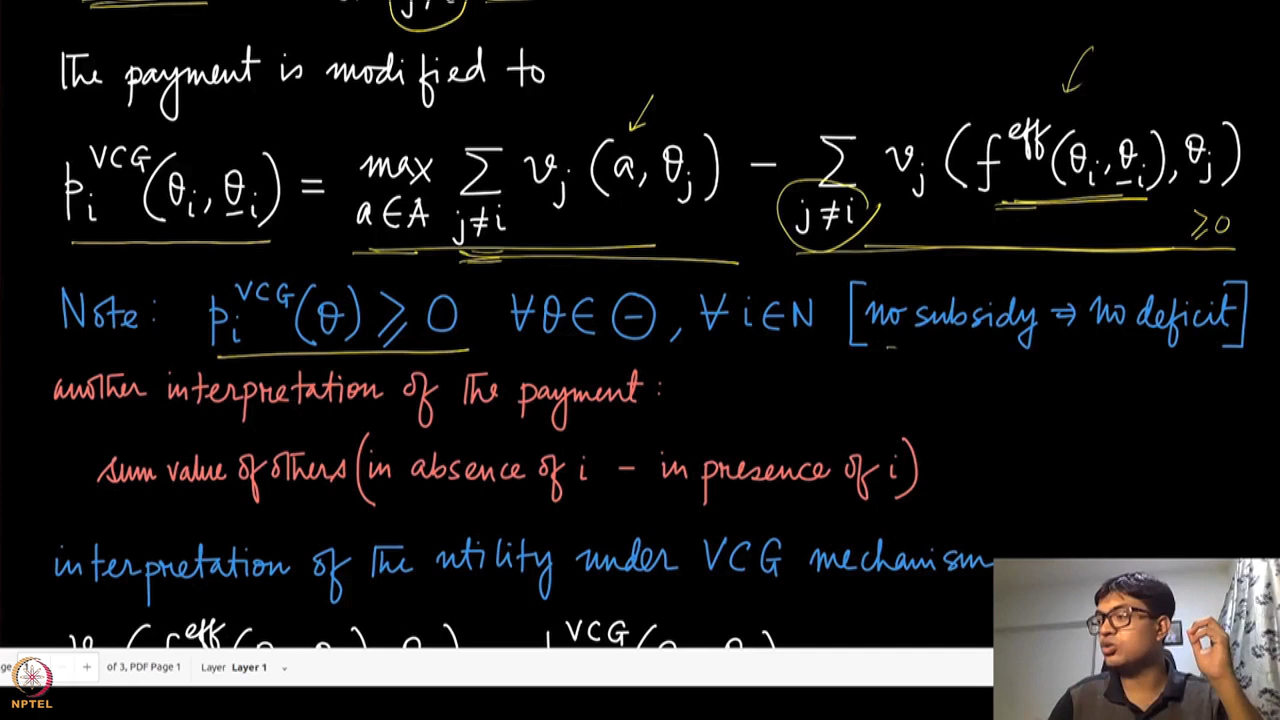 j≠i
The payment is modified to
p_i^VCG(θ_i, θ_̲i) = max_{a∈A} Σ_{j≠i} v_j(a, θ_j) − Σ_{j≠i} v_j(f^eff(θ_i, θ_̲i), θ_j)
≥0
Note: p_i^VCG(θ) ≥ 0 ∀θ∈Θ, ∀ i∈N [no subsidy ⇒ no deficit]
another interpretation of the payment:
sum value of others (in absence of i − in presence of i)
interpretation of the utility under VCG mechanism
VCG
of 3, PDF Page 1 Layer Layer 1
NPTEL